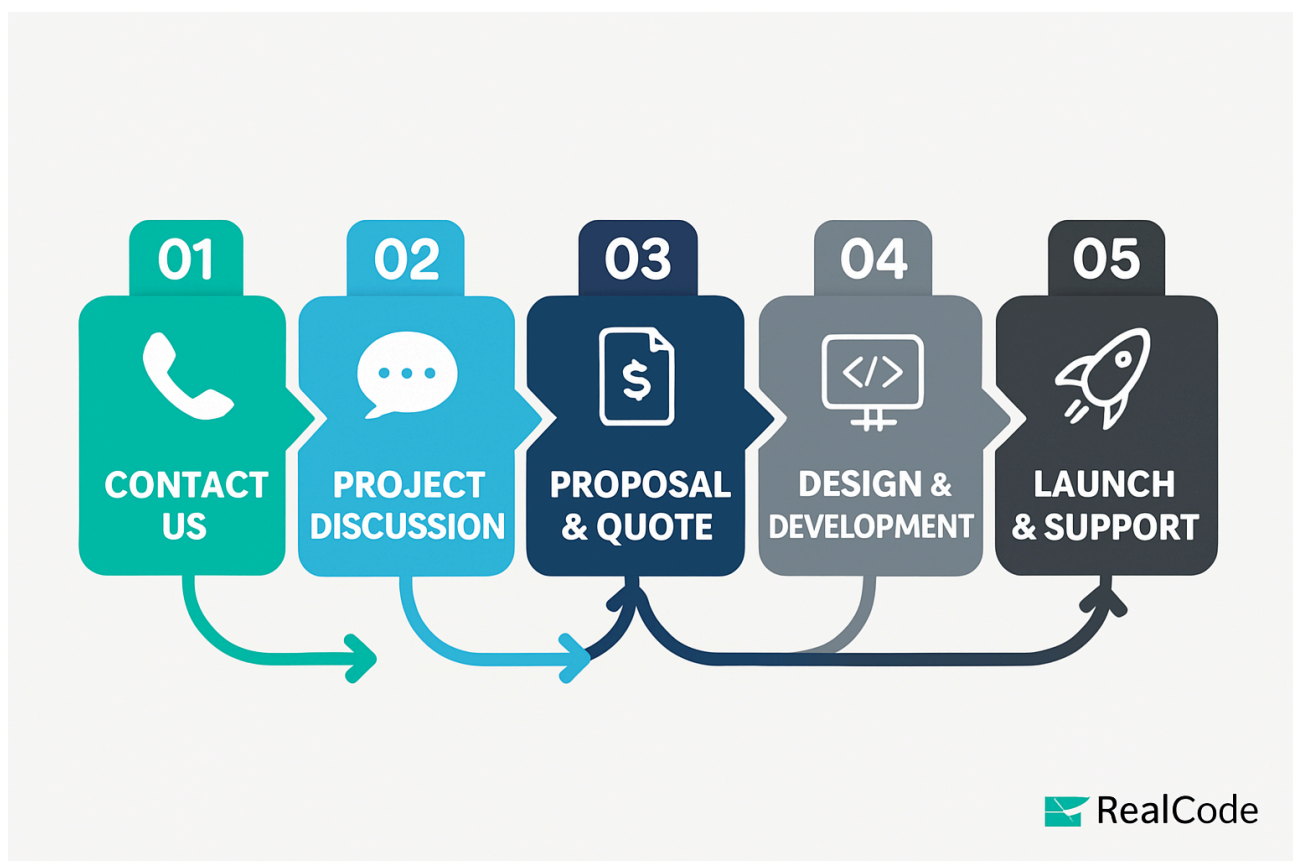 01
02
03
04
05
$
</>
CONTACT
US
PROJECT
DISCUSSION
PROPOSAL
& QUOTE
DESIGN &
DEVELOPMENT
LAUNCH
& SUPPORT
RealCode